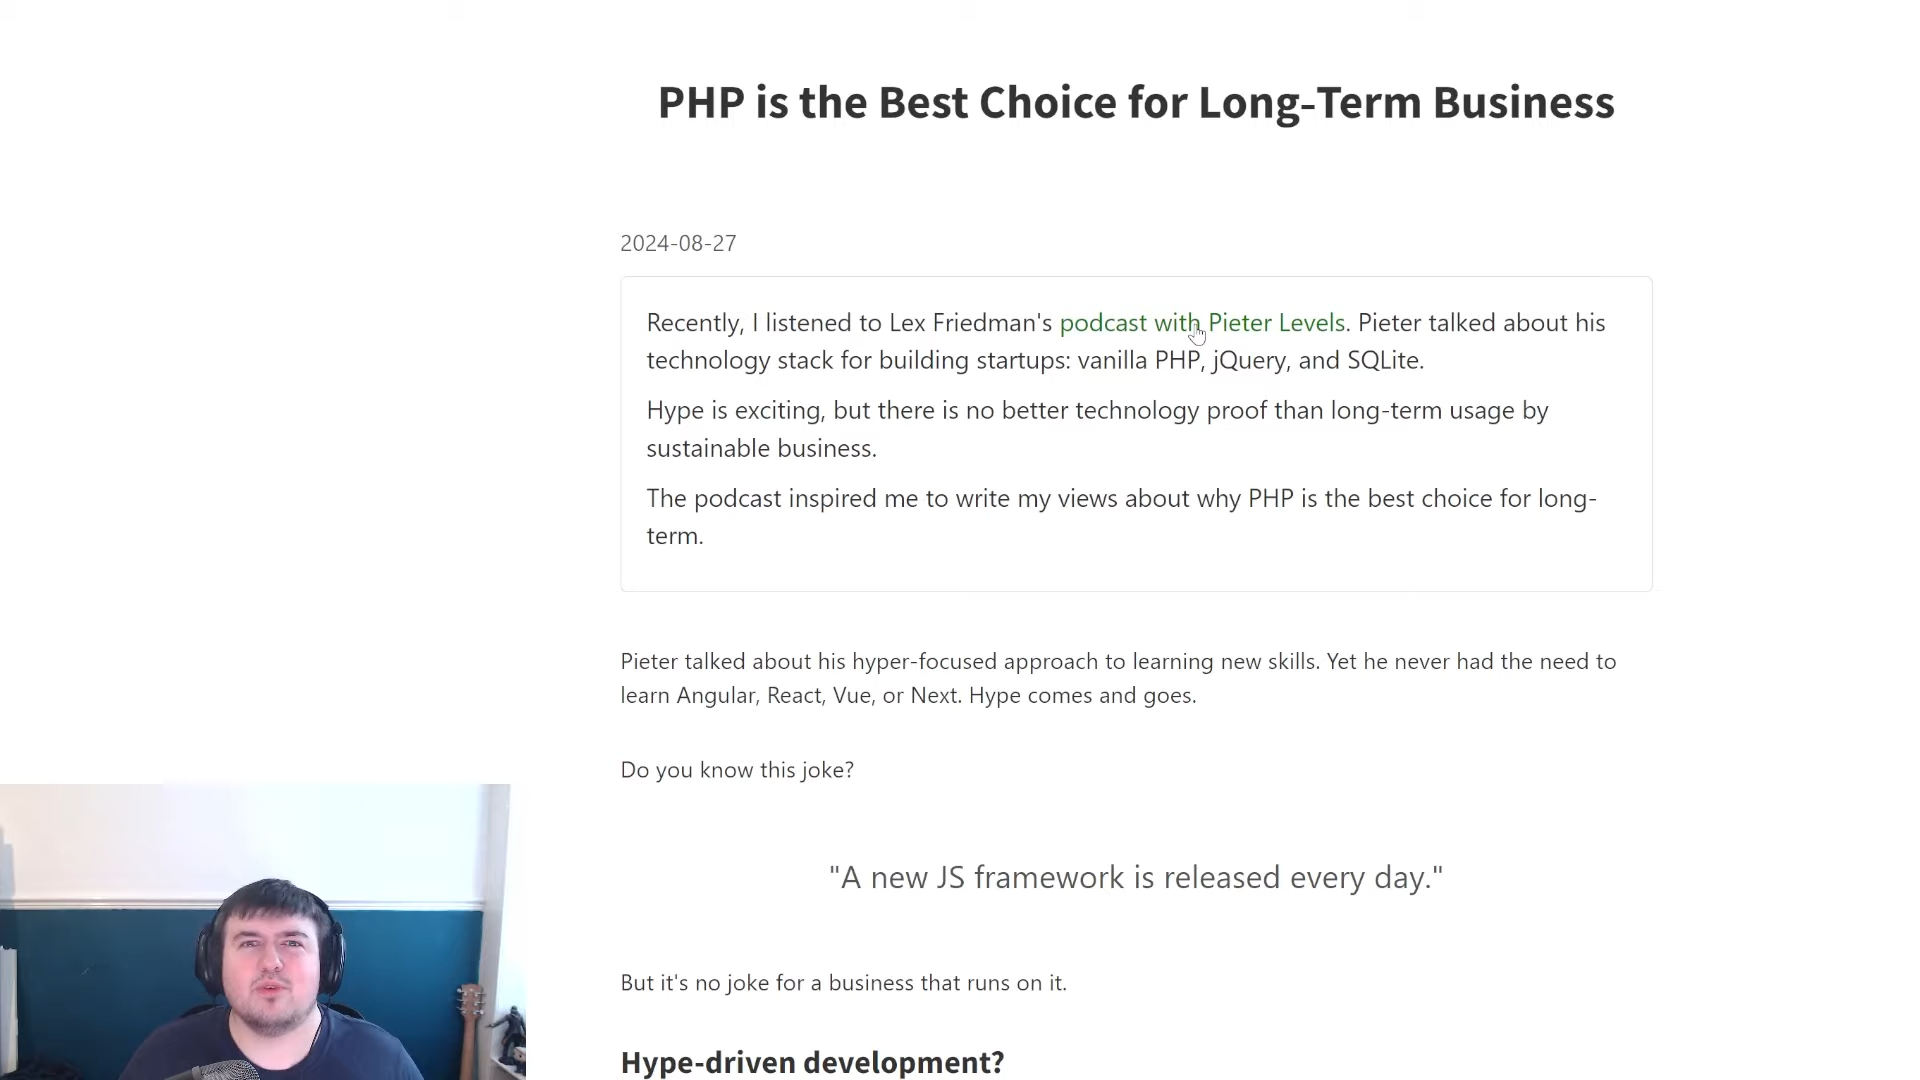 PHP is the Best Choice for Long-Term Business
2024-08-27
Recently, I listened to Lex Friedman's podcast with Pieter Levels. Pieter talked about his
technology stack for building startups: vanilla PHP, jQuery, and SQLite.
Hype is exciting, but there is no better technology proof than long-term usage by
sustainable business.
The podcast inspired me to write my views about why PHP is the best choice for long-
term.
Pieter talked about his hyper-focused approach to learning new skills. Yet he never had the need to
learn Angular, React, Vue, or Next. Hype comes and goes.
Do you know this joke?
"A new JS framework is released every day."
But it's no joke for a business that runs on it.
Hype-driven development?